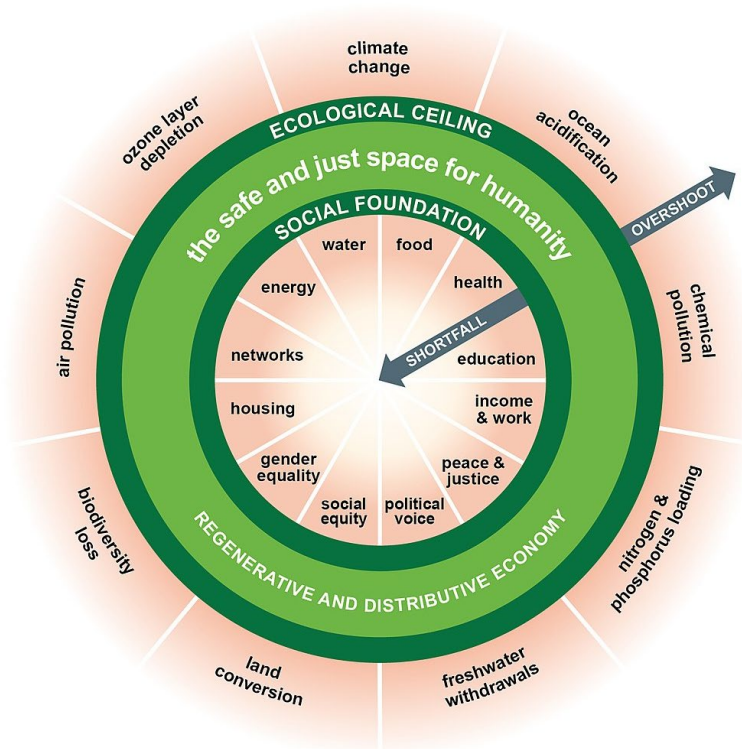 climate
change
ocean
acidification
chemical
pollution
nitrogen &
phosphorus loading
freshwater
withdrawals
land
conversion
biodiversity
loss
air pollution
ozone layer
depletion
OVERSHOOT
ECOLOGICAL CEILING
the safe and just space for humanity
SOCIAL FOUNDATION
water
food
health
SHORTFALL
education
income
& work
peace &
justice
political
voice
social
equity
gender
equality
housing
networks
energy
REGENERATIVE AND DISTRIBUTIVE ECONOMY